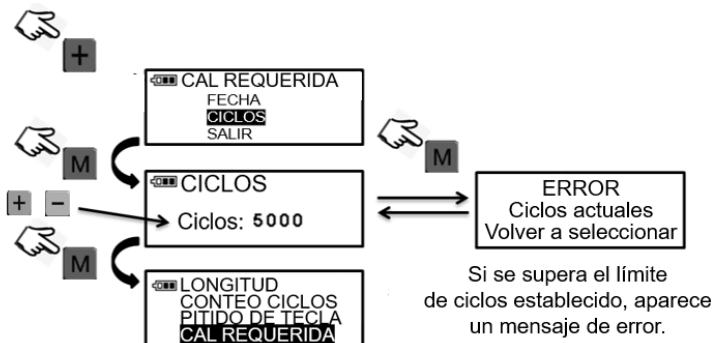 +
CAL REQUERIDA
FECHA
CICLOS
SALIR
M
M
CICLOS
+ -
Ciclos: 5000
ERROR
Ciclos actuales
Volver a seleccionar
M
LONGITUD
CONTEO CICLOS
PITIDO DE TECLA
CAL REQUERIDA
Si se supera el límite
de ciclos establecido, aparece
un mensaje de error.